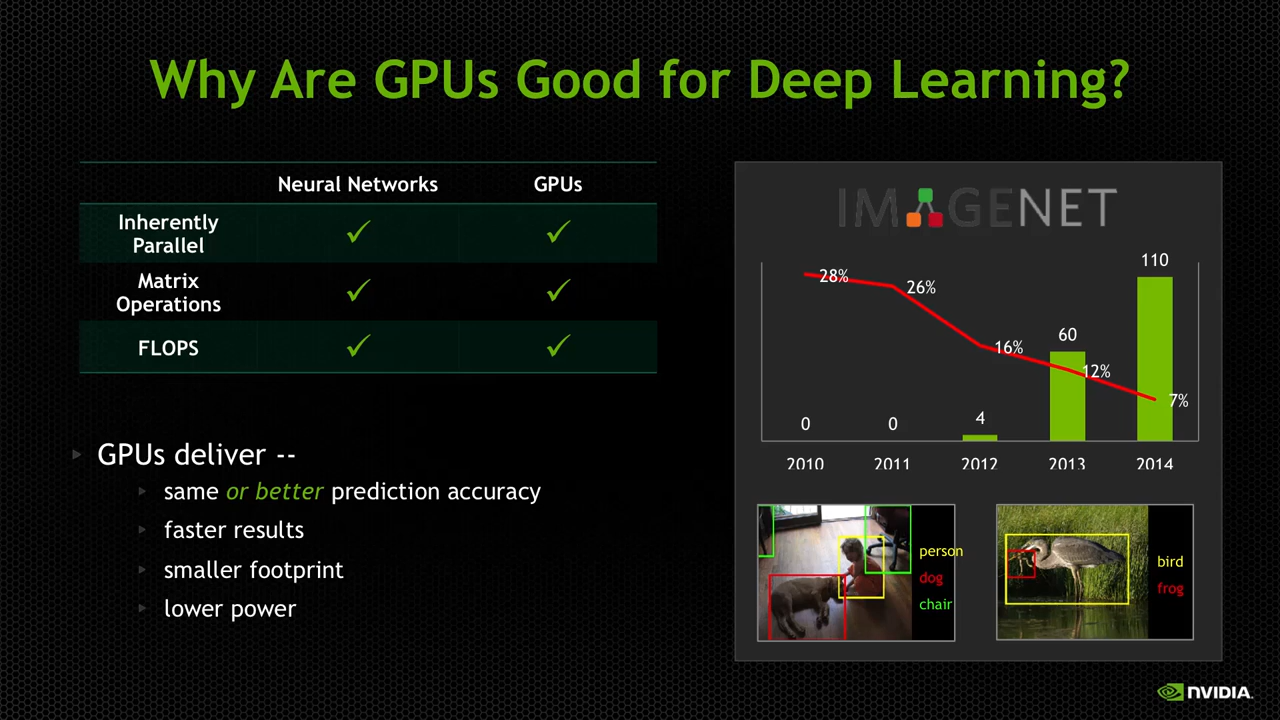 Why Are GPUs Good for Deep Learning?
Neural Networks GPUs
Inherently
Parallel ✓ ✓
Matrix
Operations ✓ ✓
FLOPS ✓ ✓
GPUs deliver --
same or better prediction accuracy
faster results
smaller footprint
lower power
IMAGENET
110
28%
26%
60
16%
12%
7%
0 0 4
2010 2011 2012 2013 2014
person
dog
chair
bird
frog
NVIDIA.